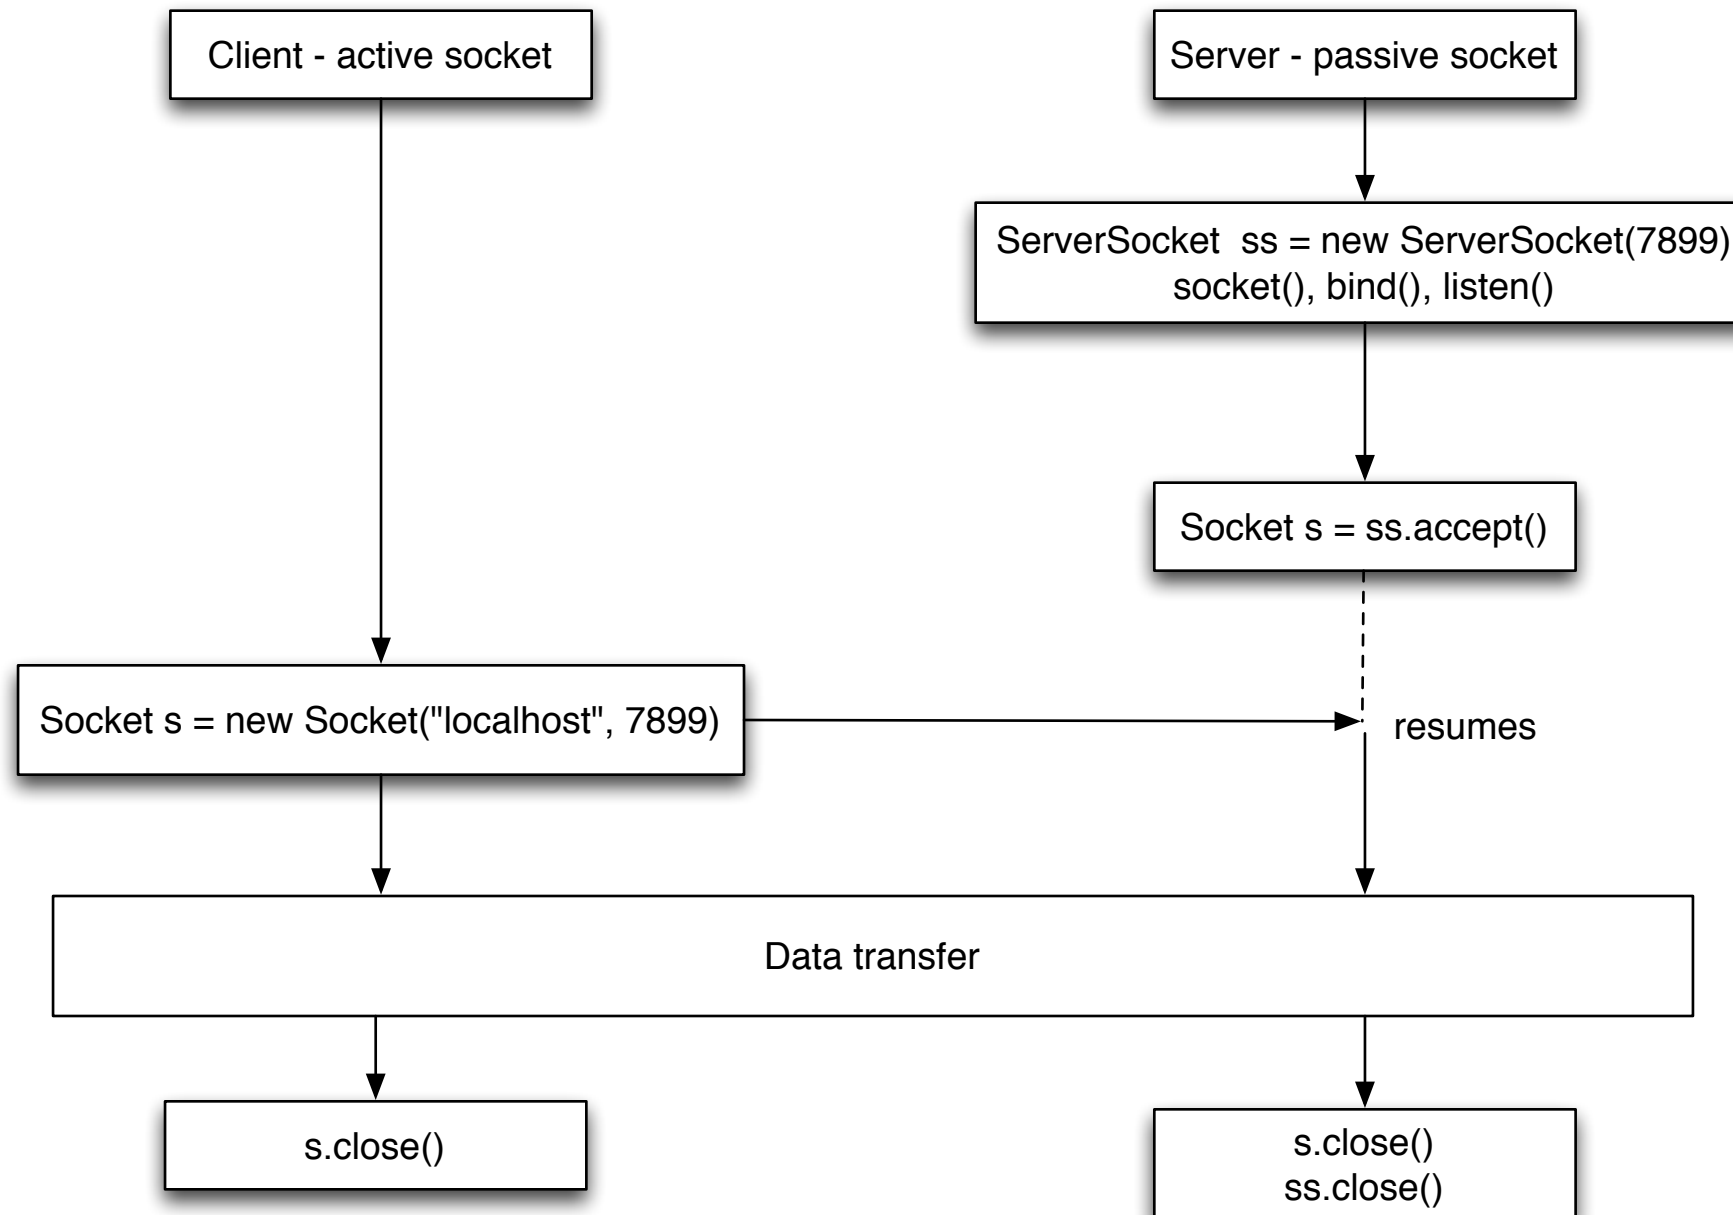 Client - active socket
Server - passive socket
ServerSocket  ss = new ServerSocket(7899)
socket(), bind(), listen()
Socket s = ss.accept()
Socket s = new Socket("localhost", 7899)
resumes
Data transfer
s.close()
s.close()
ss.close()